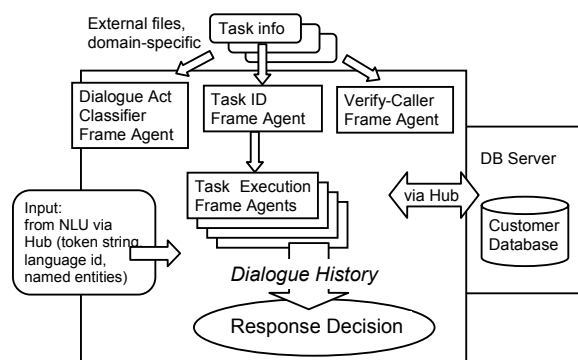 External files,
domain-specific
Task info
Dialogue Act
Classifier
Frame Agent
Task ID
Frame Agent
Verify-Caller
Frame Agent
DB Server
Task Execution
Frame Agents
via Hub
Customer
Database
Input:
from NLU via
Hub (token string
language id,
named entities)
Dialogue History
Response Decision